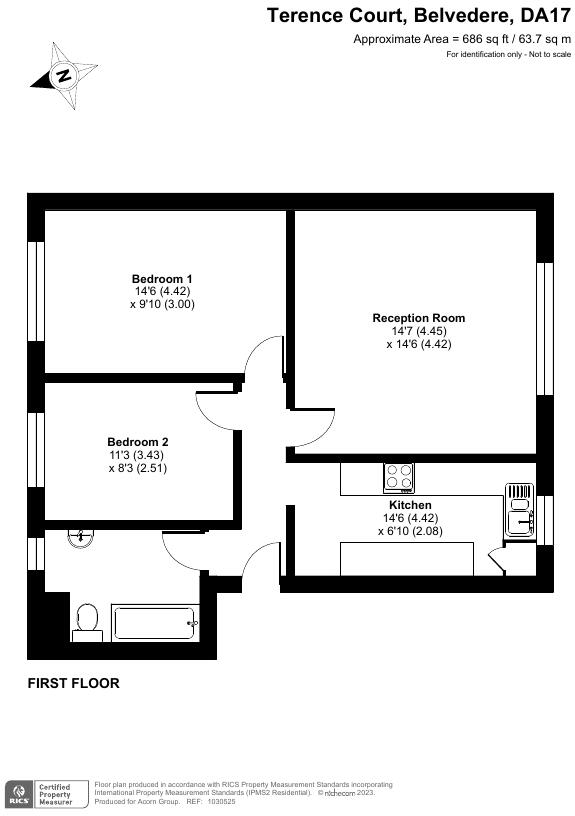 Terence Court, Belvedere, DA17
Approximate Area = 686 sq ft / 63.7 sq m
For identification only - Not to scale
N
Bedroom 1
14'6 (4.42)
x 9'10 (3.00)
Reception Room
14'7 (4.45)
x 14'6 (4.42)
Bedroom 2
11'3 (3.43)
x 8'3 (2.51)
Kitchen
14'6 (4.42)
x 6'10 (2.08)
FIRST FLOOR
RICS
Certified
Property
Measurer
Floor plan produced in accordance with RICS Property Measurement Standards incorporating
International Property Measurement Standards (IPMS2 Residential). © nichecom 2023.
Produced for Acorn Group. REF: 1030525